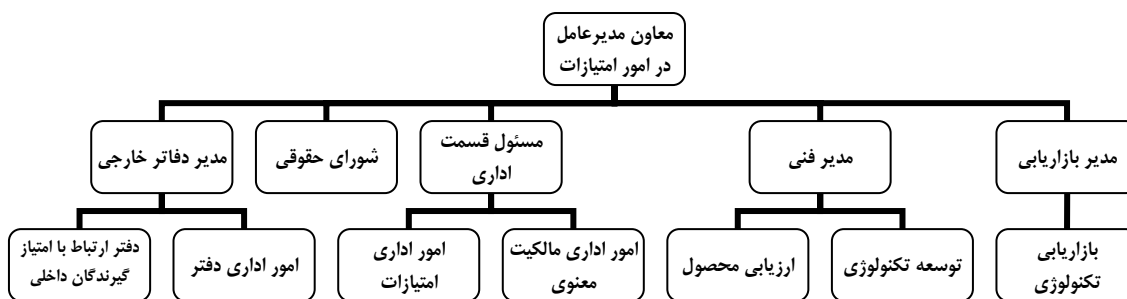 معاون مدیرعامل
در امور امتیازات
مدیر بازاریابی
مدیر فنی
مسئول قسمت
اداری
شورای حقوقی
مدیر دفاتر خارجی
بازاریابی
تکنولوژی
توسعه تکنولوژی
ارزیابی محصول
امور اداری مالکیت
معنوی
امور اداری
امتیازات
امور اداری دفتر
دفتر ارتباط با امتیاز
گیرندگان داخلی